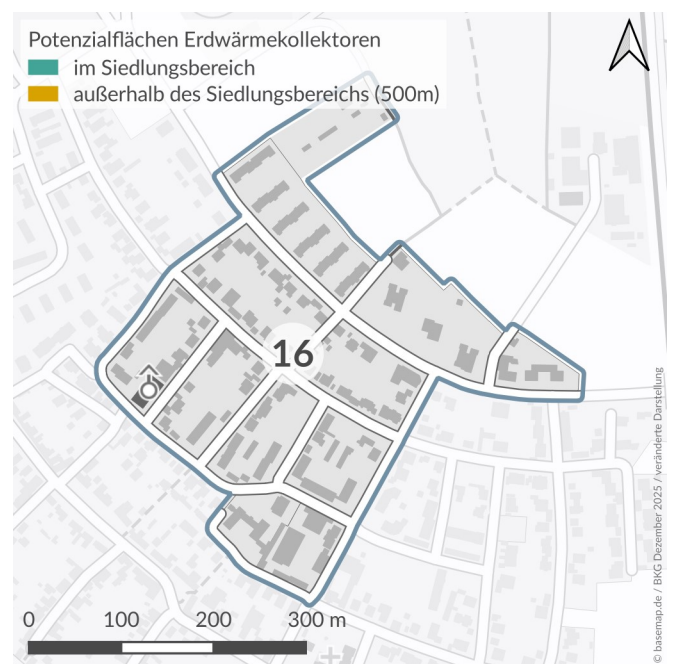 Potenzialflächen Erdwärmekollektoren
im Siedlungsbereich
außerhalb des Siedlungsbereichs (500m)
16
0 100 200 300 m
© basemap.de / BKG Dezember 2025 / veränderte Darstellung